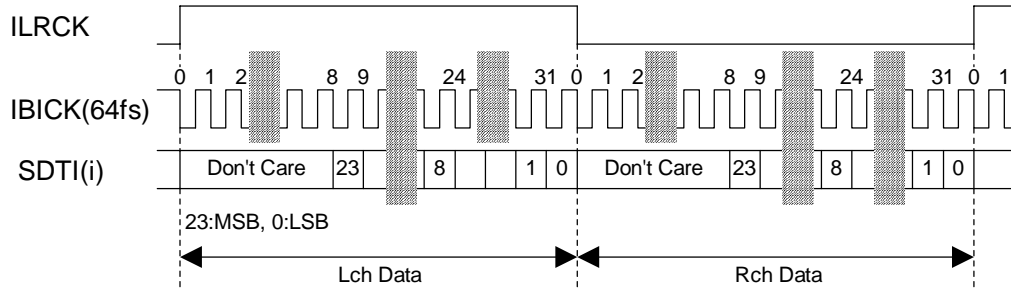 ILRCK
0 1 2 8 9 24 31 0 1 2 8 9 24 31 0 1
IBICK(64fs)
SDTI(i) Don't Care 23 8 1 0 Don't Care 23 8 1 0
23:MSB, 0:LSB
Lch Data Rch Data